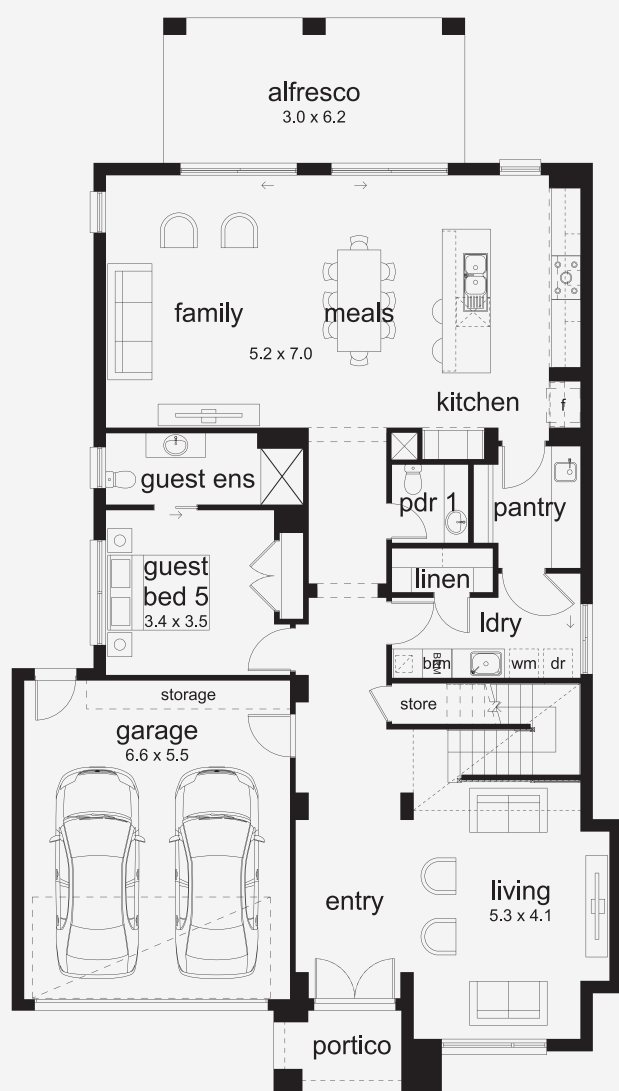 alfresco
3.0 x 6.2
family
meals
5.2 x 7.0
kitchen
f
guest ens
pdr 1
pantry
guest
bed 5
3.4 x 3.5
linen
ldry
brm
wm
dr
storage
store
garage
6.6 x 5.5
entry
living
5.3 x 4.1
portico